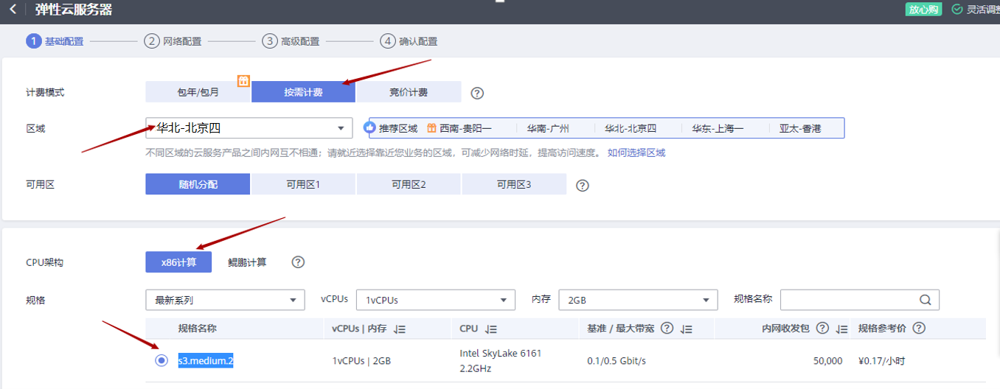 弹性云服务器
放心购 灵活调整
1 基础配置 2 网络配置 3 高级配置 4 确认配置
计费模式 包年/包月 按需计费 竞价计费 ?
区域 华北-北京四 推荐区域 西南-贵阳一 华南-广州 华北-北京四 华东-上海一 亚太-香港
不同区域的云服务产品之间内网互不相通；请就近选择靠近您业务的区域，可减少网络时延，提高访问速度。 如何选择区域
可用区 随机分配 可用区1 可用区2 可用区3 ?
CPU架构 x86计算 鲲鹏计算 ?
规格 最新系列 vCPUs 1vCPUs 内存 2GB 规格名称
规格名称 vCPUs | 内存 CPU 基准 / 最大带宽 ? 内网收发包 ? 规格参考价 ?
s3.medium.2 1vCPUs | 2GB Intel SkyLake 6161 2.2GHz 0.1/0.5 Gbit/s 50,000 ¥0.17/小时